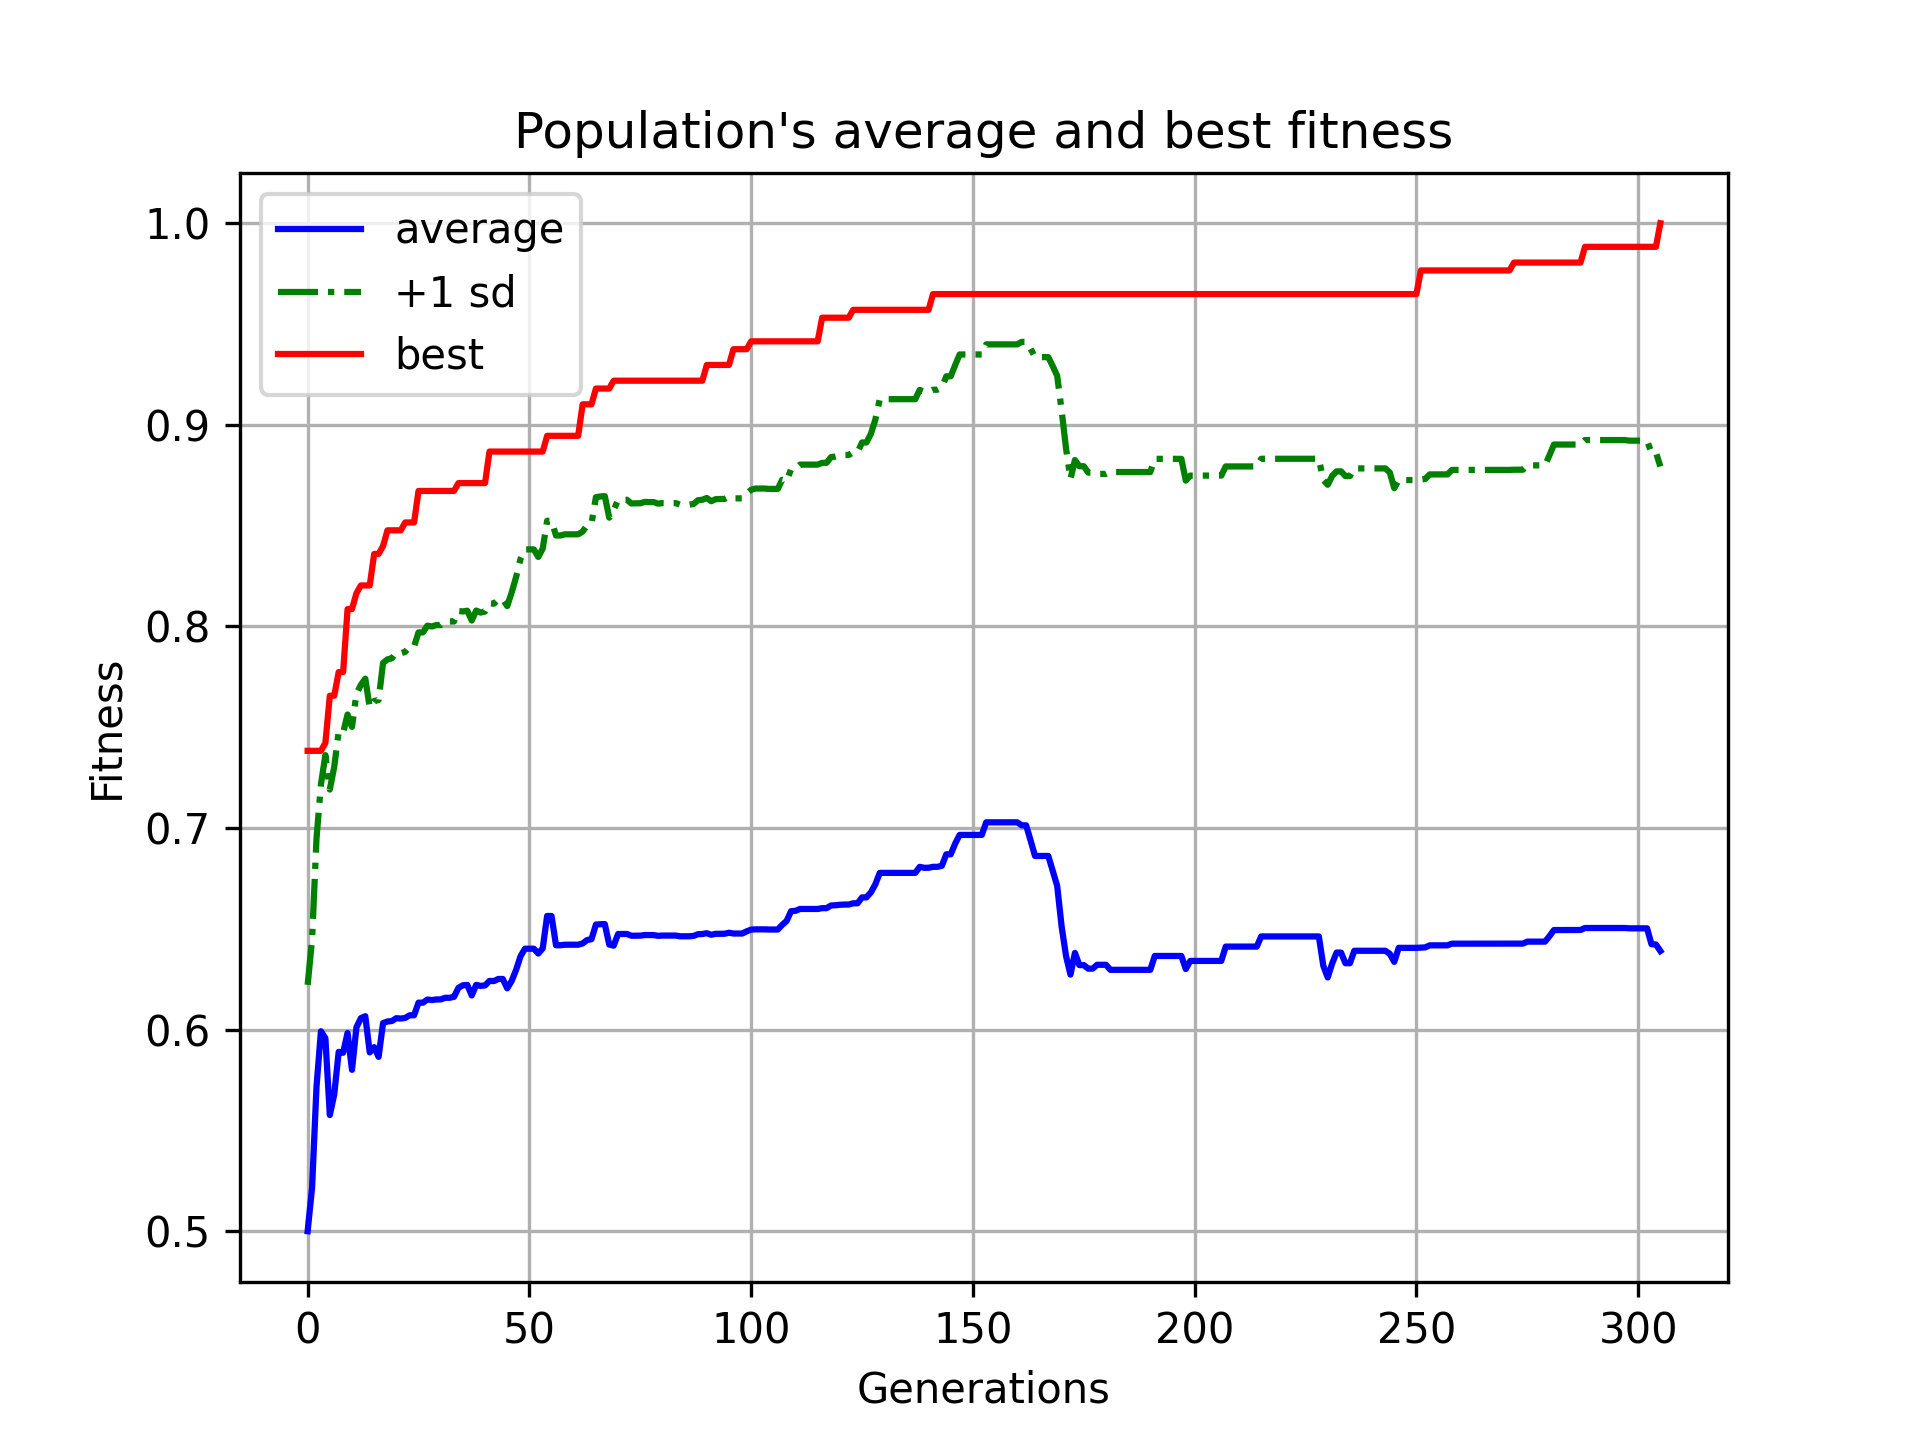 Population's average and best fitness
average
+1 sd
best
1.0
0.9
0.8
0.7
0.6
0.5
Fitness
0 50 100 150 200 250 300
Generations